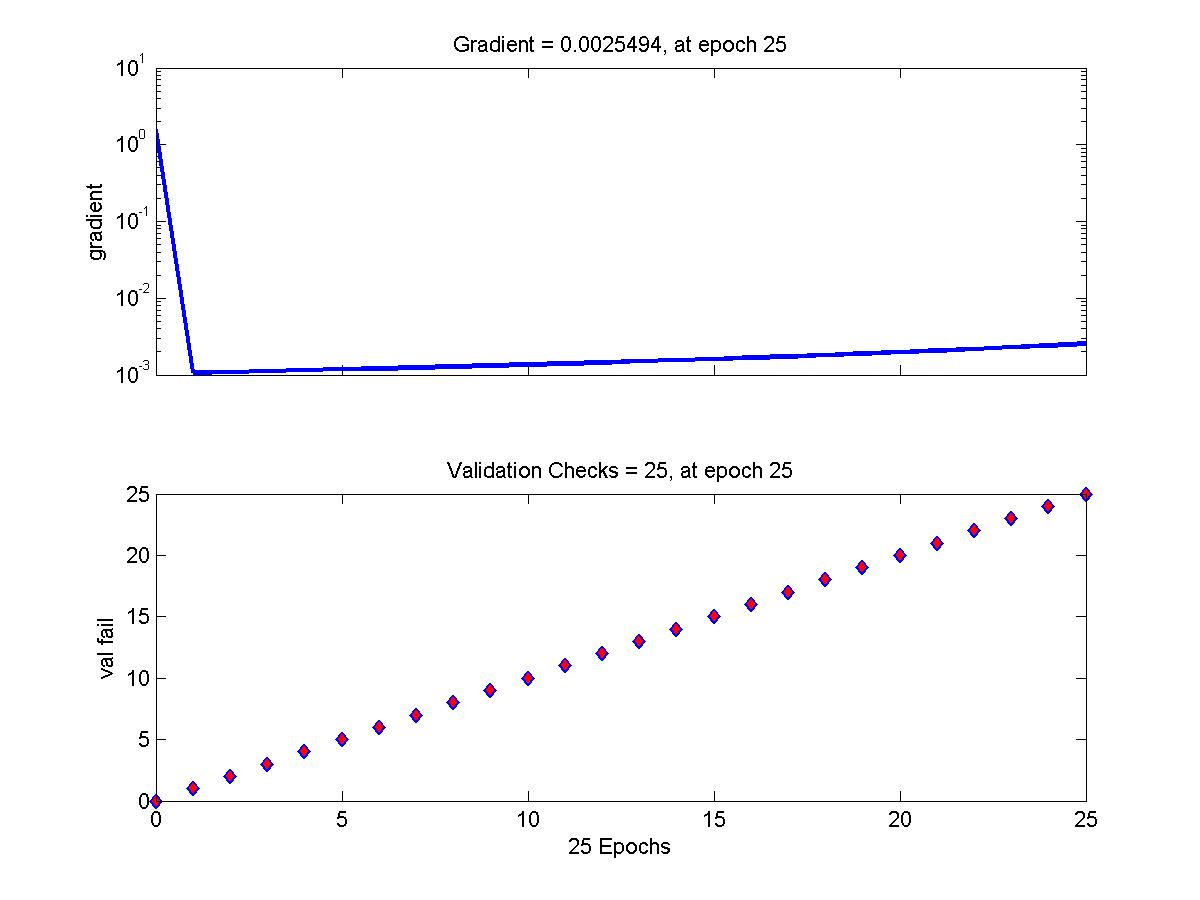 Gradient = 0.0025494, at epoch 25
10^1
10^0
10^-1
10^-2
10^-3
gradient
Validation Checks = 25, at epoch 25
25
20
15
10
5
0
val fail
0 5 10 15 20 25
25 Epochs